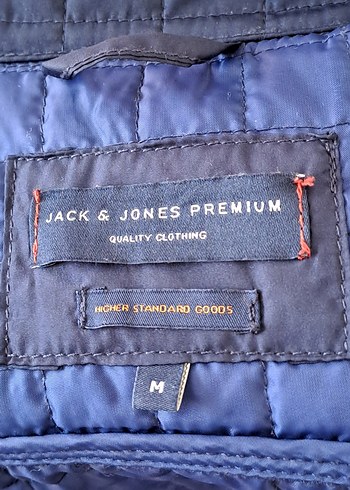 JACK & JONES PREMIUM
QUALITY CLOTHING
HIGHER STANDARD GOODS
M